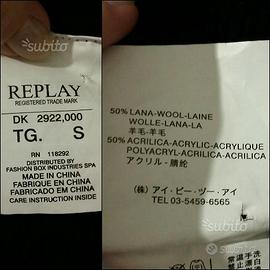 subito
REPLAY
REGISTERED TRADE MARK
DK 2922,000
TG. S
RN 118292
DISTRIBUTED BY
FASHION BOX INDUSTRIES SPA
MADE IN CHINA
FABRIQUE EN CHINA
FABRICADO EN CHINA
CARE INSTRUCTION INSIDE
subito
50% LANA-WOOL-LAINE
WOLLE-LANA-LA
羊毛-羊毛
50% ACRILICA-ACRYLIC-ACRYLIQUE
POLYACRYL-ACRILICA-ACRILICA
アクリル-腈纶
(株) アイ・ビー・ツー・アイ
TEL 03-5459-6565
subito